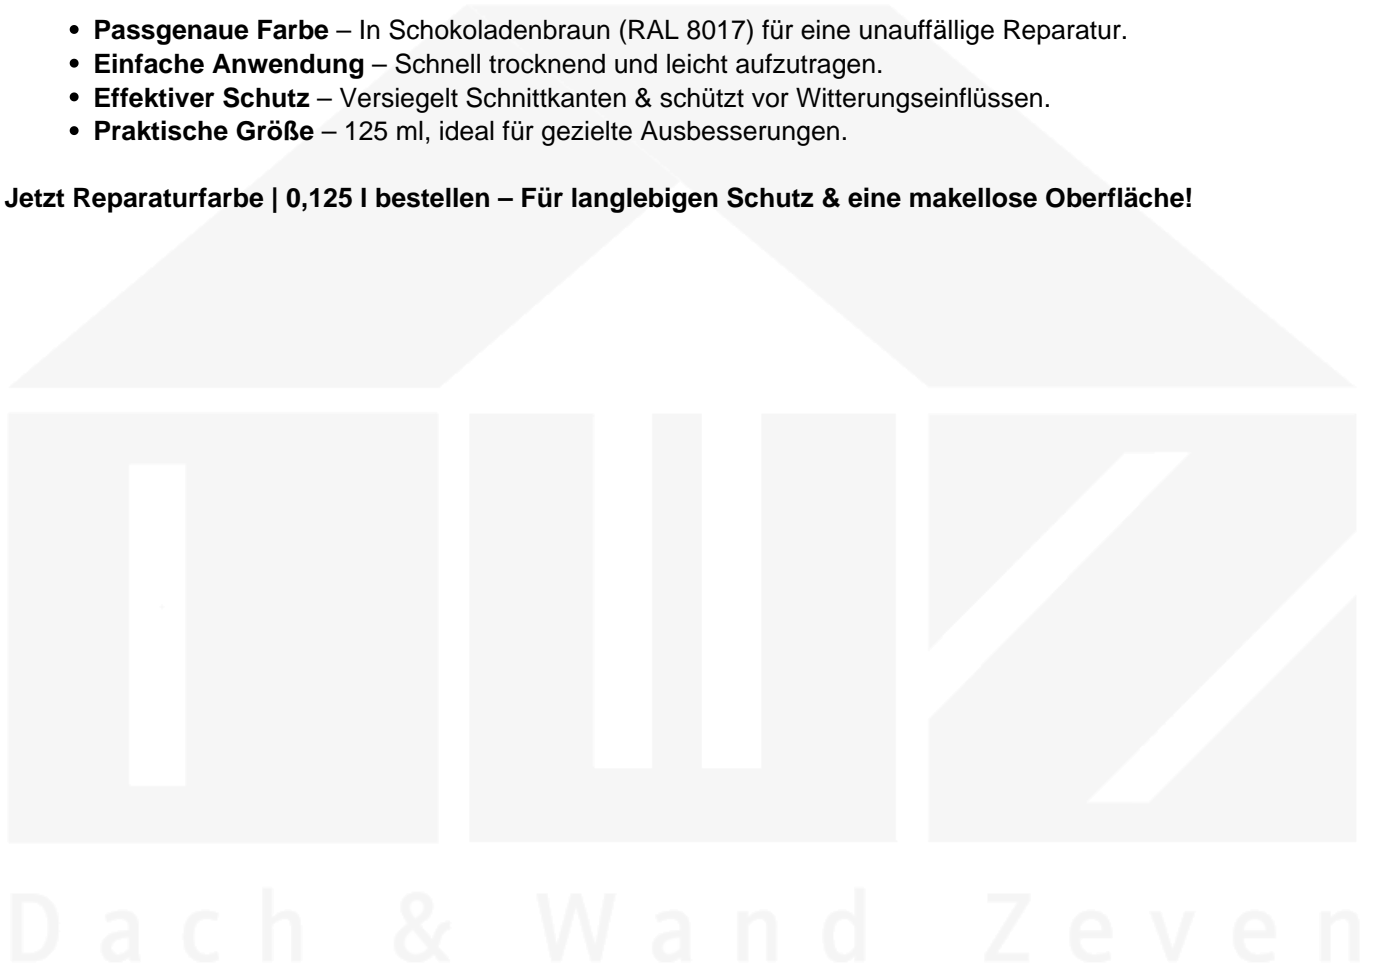 • Passgenaue Farbe – In Schokoladenbraun (RAL 8017) für eine unauffällige Reparatur.
• Einfache Anwendung – Schnell trocknend und leicht aufzutragen.
• Effektiver Schutz – Versiegelt Schnittkanten & schützt vor Witterungseinflüssen.
• Praktische Größe – 125 ml, ideal für gezielte Ausbesserungen.
Jetzt Reparaturfarbe | 0,125 l bestellen – Für langlebigen Schutz & eine makellose Oberfläche!
Dach & Wand Zeven